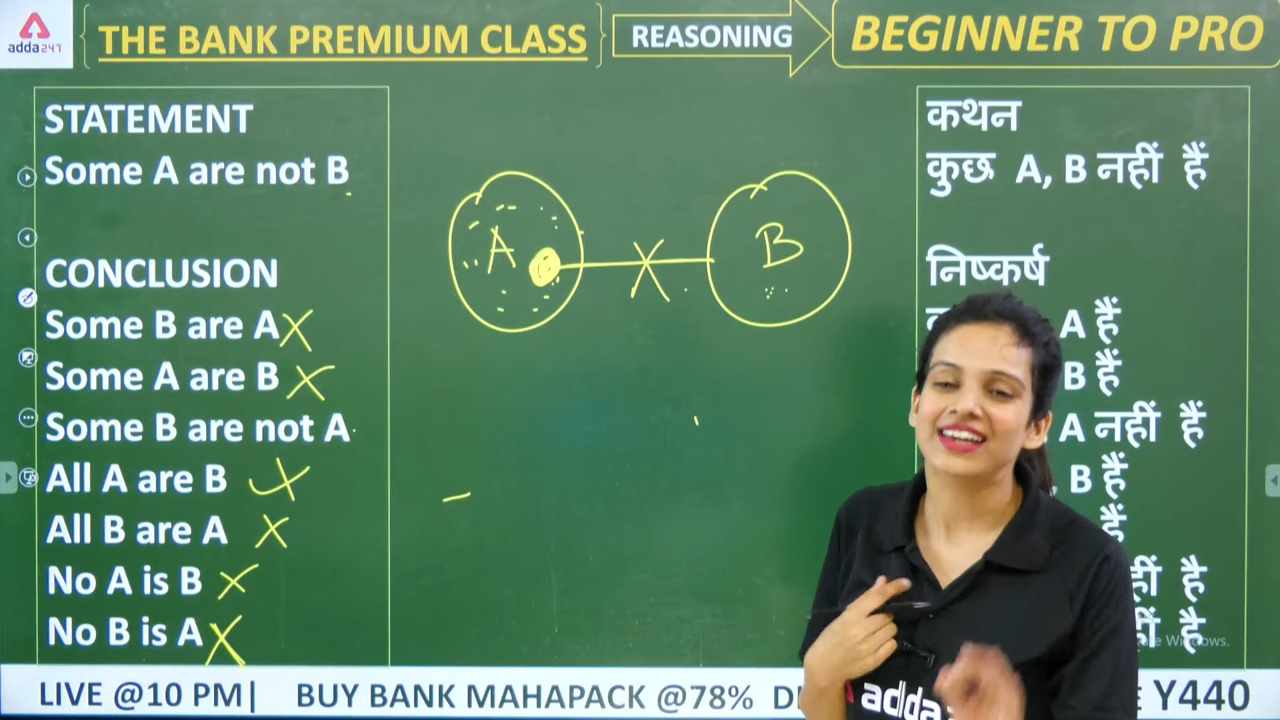 adda247
THE BANK PREMIUM CLASS
REASONING
BEGINNER TO PRO
STATEMENT
Some A are not B
CONCLUSION
Some B are A
Some A are B
Some B are not A
All A are B
All B are A
No A is B
No B is A
A
B
कथन
कुछ A, B नहीं हैं
निष्कर्ष
A हैं
B हैं
A नहीं हैं
B हैं
हैं
है
है
Windows.
adda
LIVE @10 PM| BUY BANK MAHAPACK @78% Y440